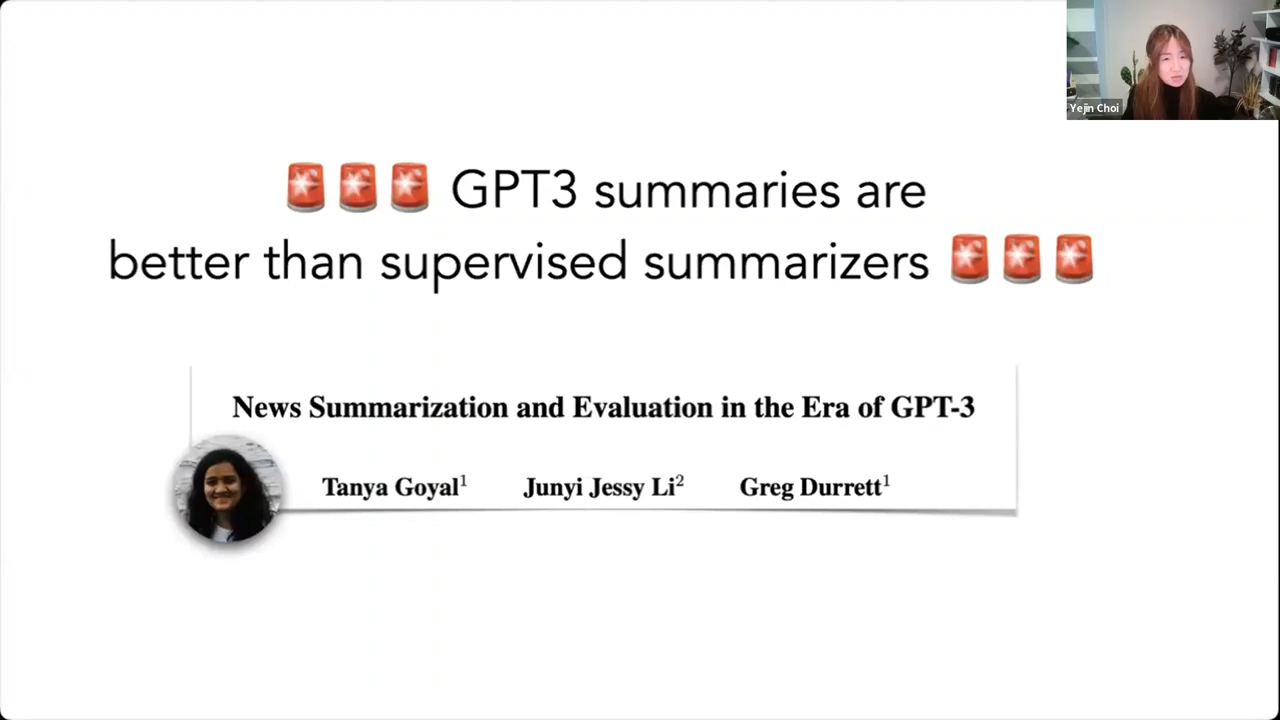 Yejin Choi
🚨🚨🚨 GPT3 summaries are
better than supervised summarizers 🚨🚨🚨
News Summarization and Evaluation in the Era of GPT-3
Tanya Goyal¹ Junyi Jessy Li² Greg Durrett¹